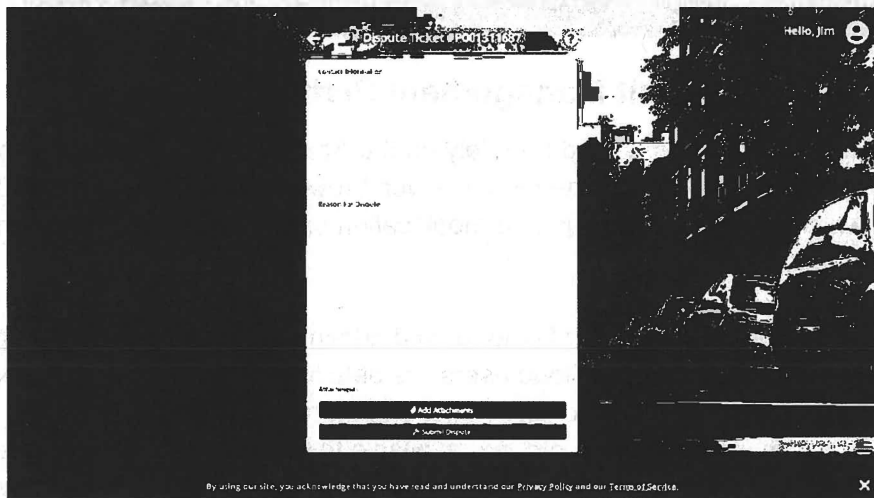 Dispute Ticket #P001311687
Hello, Jim
Contact Information
Reason For Dispute
Attachments
Add Attachments
Submit Dispute
By using our site, you acknowledge that you have read and understand our Privacy Policy and our Terms of Service.